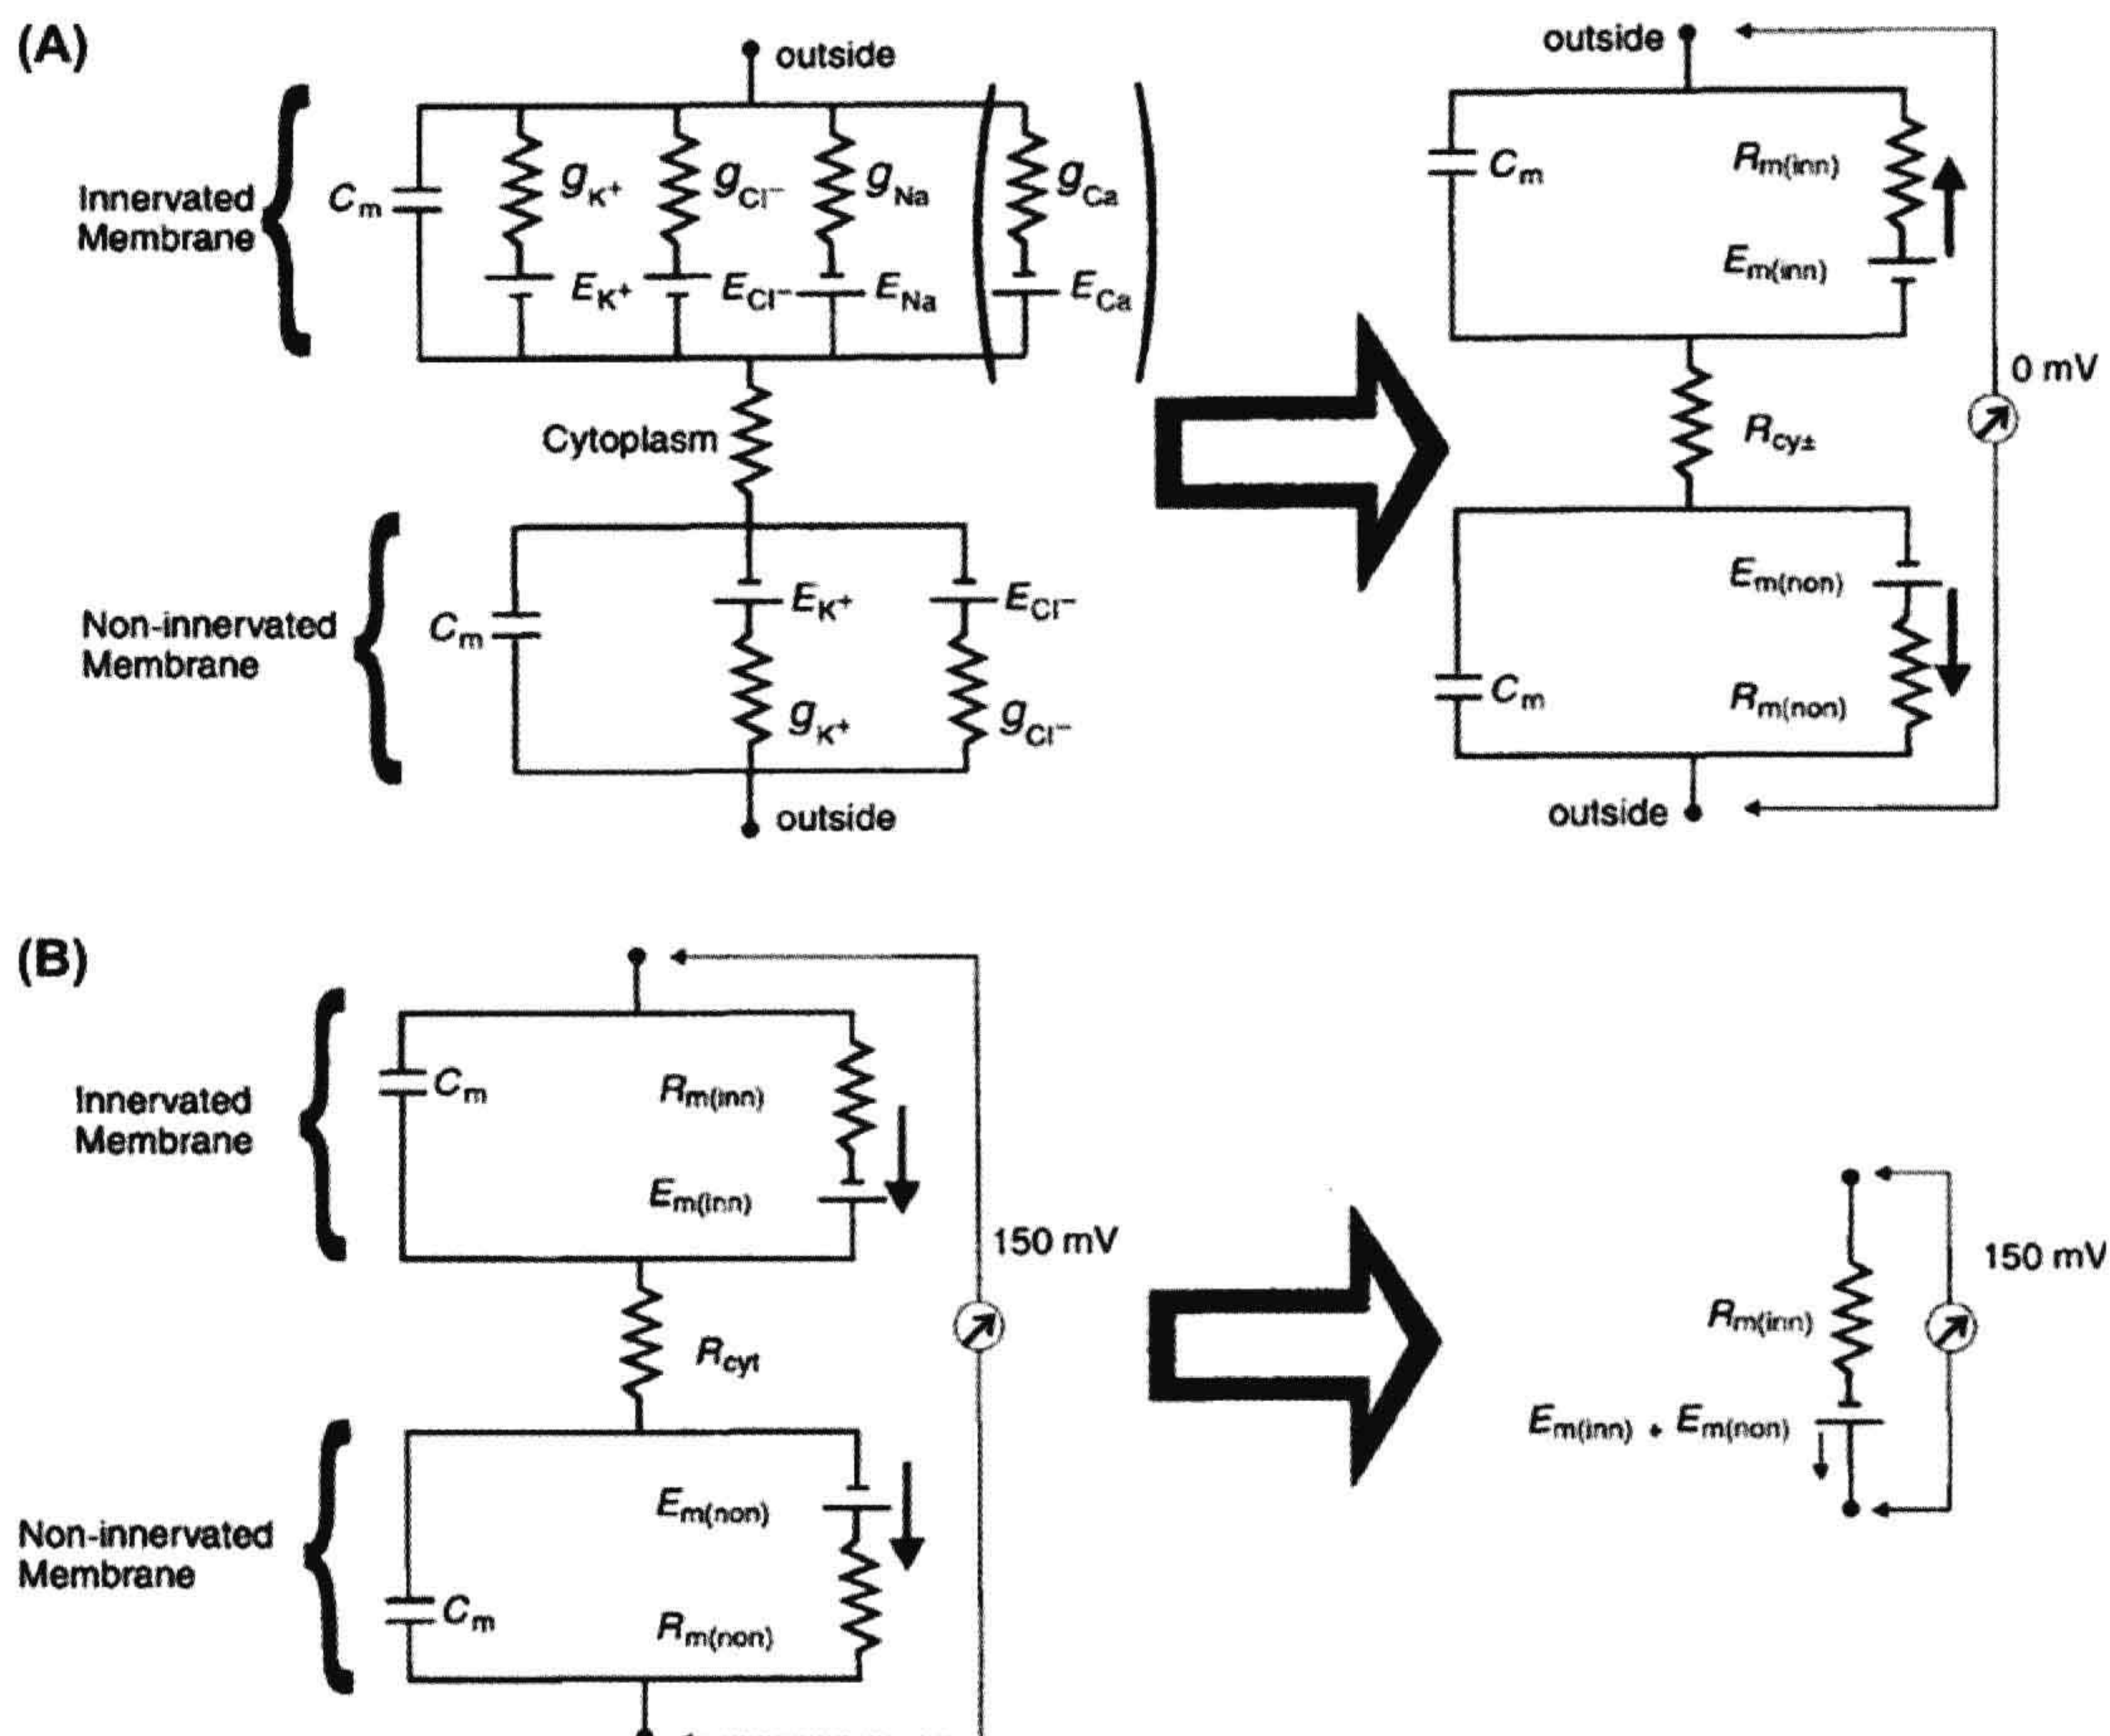 (A)
outside
Innervated
Membrane
Cm
gK+
gCl−
gNa
gCa
EK+
ECl−
ENa
ECa
Cytoplasm
Non-innervated
Membrane
Cm
EK+
ECl−
gK+
gCl−
outside
outside
Cm
Rm(inn)
Em(inn)
0 mV
Rcy±
Em(non)
Cm
Rm(non)
outside
(B)
Innervated
Membrane
Cm
Rm(inn)
Em(inn)
150 mV
Rcyt
Non-innervated
Membrane
Em(non)
Cm
Rm(non)
150 mV
Rm(inn)
Em(inn) + Em(non)